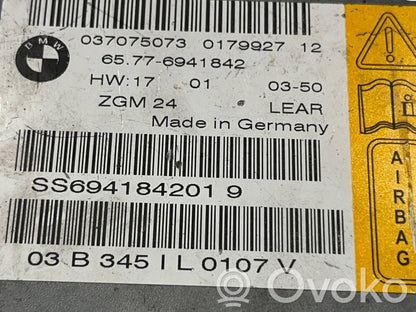 BMW
037075073 0179927 12
65.77-6941842
HW:17 01 03-50
ZGM 24 LEAR
Made in Germany
SS694184201 9
03 B 345 I L 0107 V
AIRBAG
© Ovoko